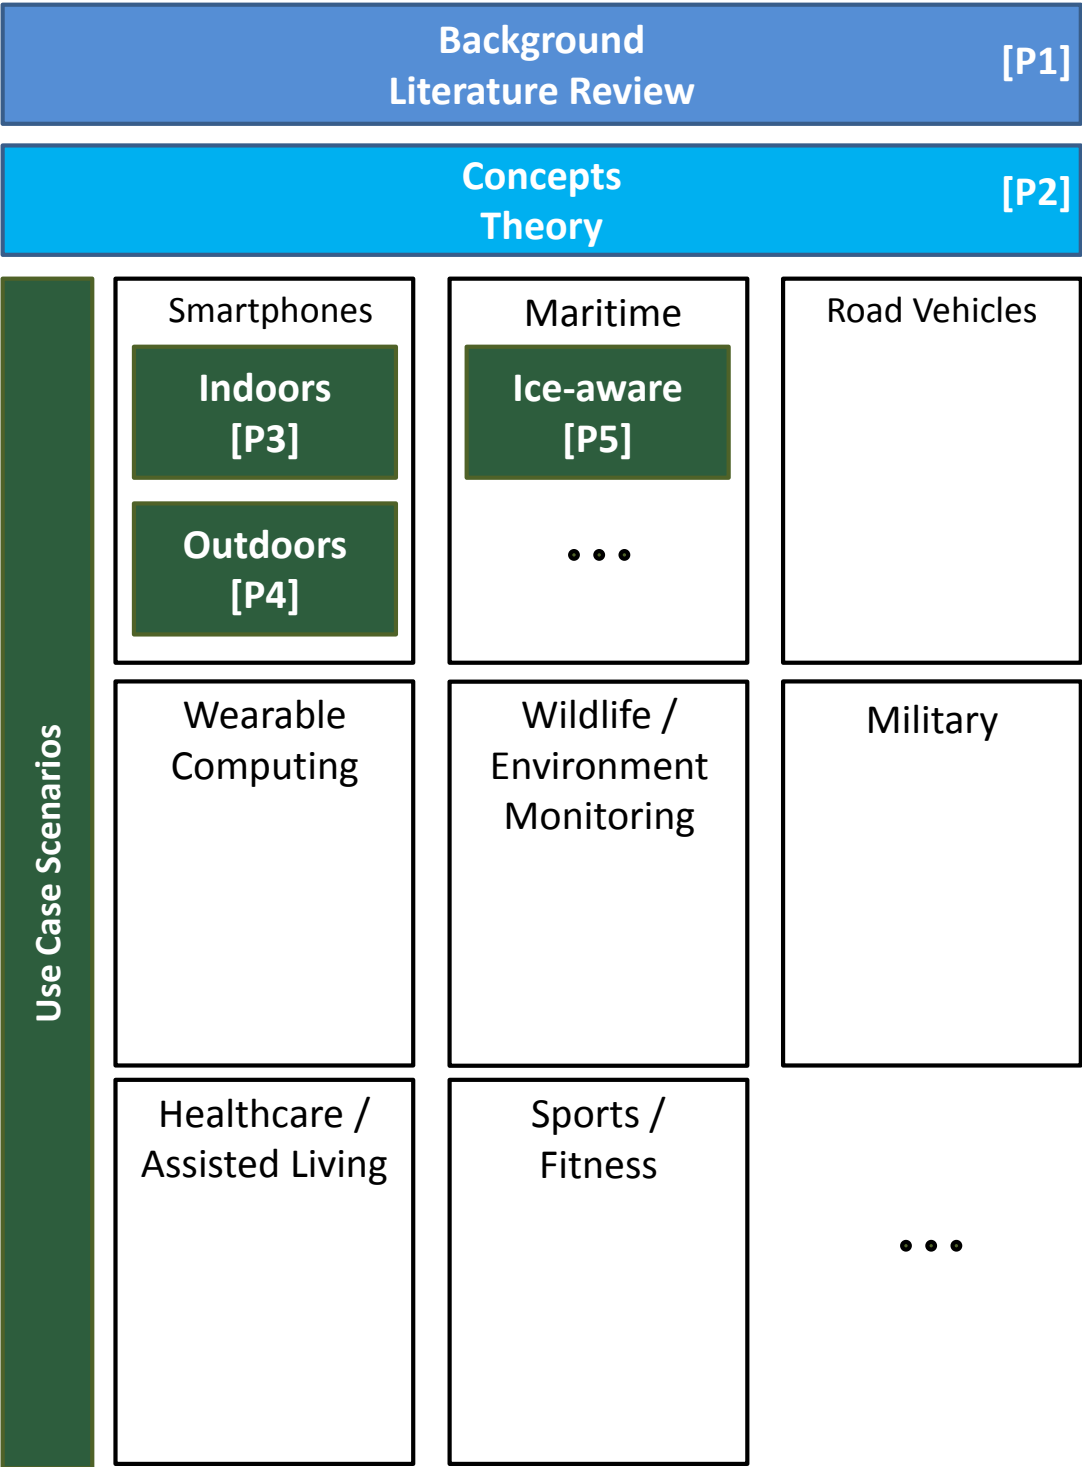 Background
Literature Review
[P1]
Concepts
Theory
[P2]
Use Case Scenarios
Smartphones
Indoors
[P3]
Outdoors
[P4]
Maritime
Ice-aware
[P5]
...
Road Vehicles
Wearable
Computing
Wildlife /
Environment
Monitoring
Military
Healthcare /
Assisted Living
Sports /
Fitness
...